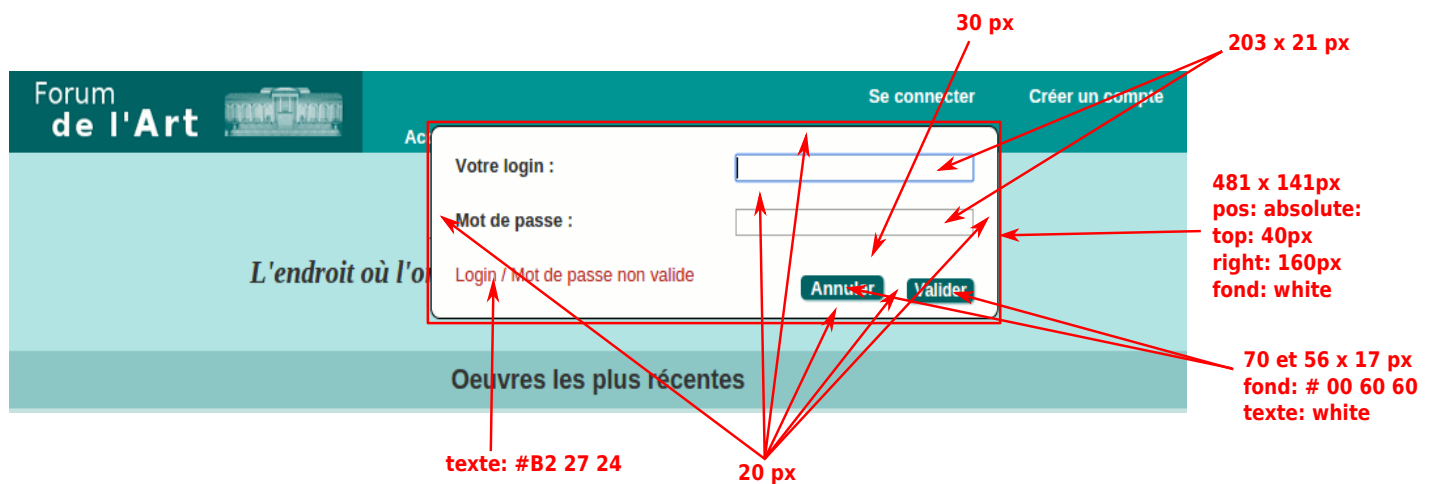 30 px
203 x 21 px
Forum
de l'Art
Se connecter
Créer un compte
Votre login :
481 x 141px
pos: absolute:
top: 40px
right: 160px
fond: white
Mot de passe :
L'endroit où l'o
Login / Mot de passe non valide
Annuler
Valider
70 et 56 x 17 px
fond: # 00 60 60
texte: white
Oeuvres les plus récentes
texte: #B2 27 24
20 px